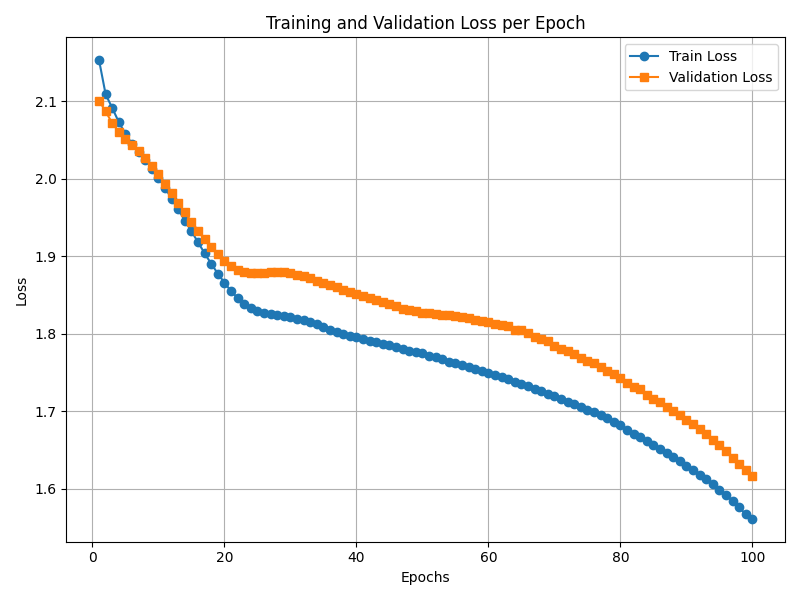 Training and Validation Loss per Epoch
Train Loss
Validation Loss
2.1
2.0
1.9
1.8
1.7
1.6
Loss
0 20 40 60 80 100
Epochs